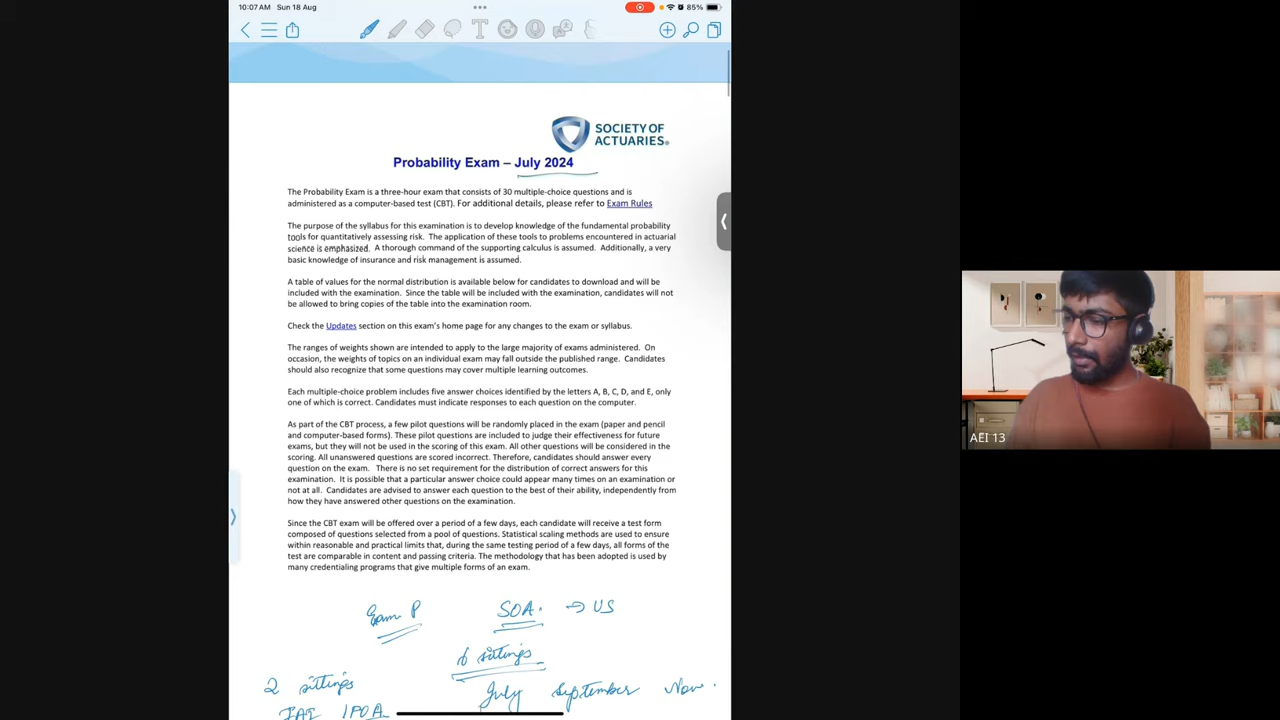 10:07 AM Sun 18 Aug
85%
SOCIETY OF
ACTUARIES®
Probability Exam – July 2024
The Probability Exam is a three-hour exam that consists of 30 multiple-choice questions and is
administered as a computer-based test (CBT). For additional details, please refer to Exam Rules
The purpose of the syllabus for this examination is to develop knowledge of the fundamental probability
tools for quantitatively assessing risk. The application of these tools to problems encountered in actuarial
science is emphasized. A thorough command of the supporting calculus is assumed. Additionally, a very
basic knowledge of insurance and risk management is assumed.
A table of values for the normal distribution is available below for candidates to download and will be
included with the examination. Since the table will be included with the examination, candidates will not
be allowed to bring copies of the table into the examination room.
Check the Updates section on this exam's home page for any changes to the exam or syllabus.
The ranges of weights shown are intended to apply to the large majority of exams administered. On
occasion, the weights of topics on an individual exam may fall outside the published range. Candidates
should also recognize that some questions may cover multiple learning outcomes.
Each multiple-choice problem includes five answer choices identified by the letters A, B, C, D, and E, only
one of which is correct. Candidates must indicate responses to each question on the computer.
As part of the CBT process, a few pilot questions will be randomly placed in the exam (paper and pencil
and computer-based forms). These pilot questions are included to judge their effectiveness for future
exams, but they will not be used in the scoring of this exam. All other questions will be considered in the
scoring. All unanswered questions are scored incorrect. Therefore, candidates should answer every
question on the exam. There is no set requirement for the distribution of correct answers for this
examination. It is possible that a particular answer choice could appear many times on an examination or
not at all. Candidates are advised to answer each question to the best of their ability, independently from
how they have answered other questions on the examination.
Since the CBT exam will be offered over a period of a few days, each candidate will receive a test form
composed of questions selected from a pool of questions. Statistical scaling methods are used to ensure
within reasonable and practical limits that, during the same testing period of a few days, all forms of the
test are comparable in content and passing criteria. The methodology that has been adopted is used by
many credentialing programs that give multiple forms of an exam.
Exam P SOA. → US
6 sittings
2 sittings
July September Nov.
IAI IFOA
AEI 13